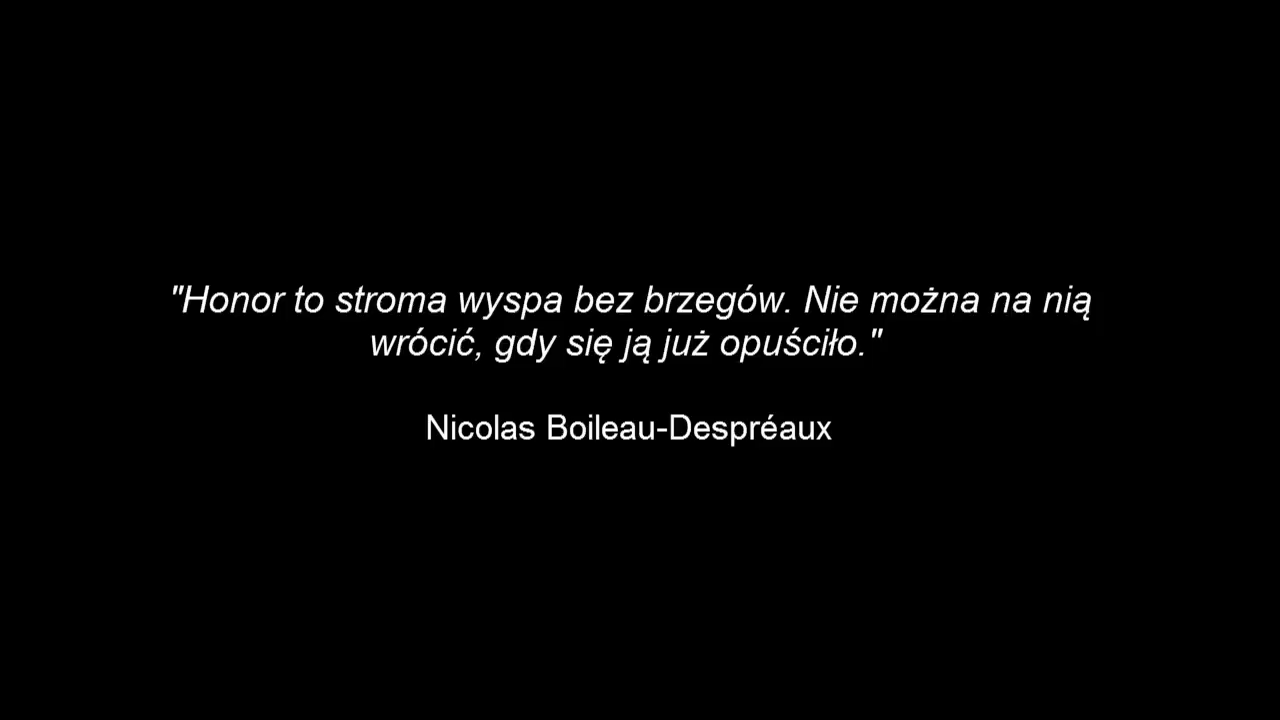 "Honor to stroma wyspa bez brzegów. Nie można na nią
wrócić, gdy się ją już opuściło."
Nicolas Boileau-Despréaux